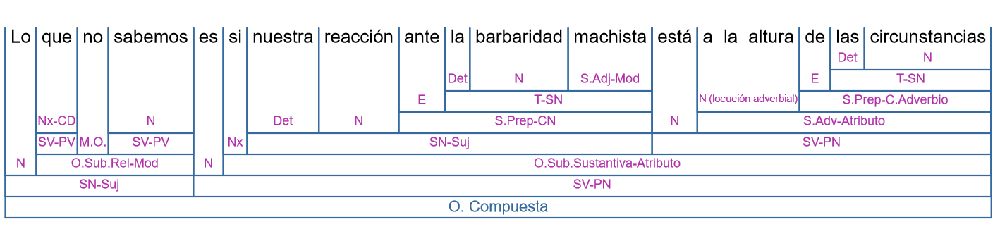 Lo que no sabemos es si nuestra reacción ante la barbaridad machista está a la altura de las circunstancias
Det N
Det N S.Adj-Mod E T-SN
E T-SN N (locución adverbial) S.Prep-C.Adverbio
Nx-CD N Det N S.Prep-CN N S.Adv-Atributo
SV-PV M.O. SV-PV Nx SN-Suj SV-PN
N O.Sub.Rel-Mod N O.Sub.Sustantiva-Atributo
SN-Suj SV-PN
O. Compuesta